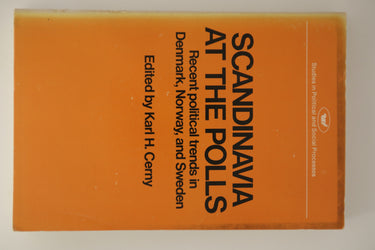 Studies in Political and Social Processes
SCANDINAVIA
AT THE POLLS
Recent political trends in
Denmark, Norway, and Sweden
Edited by Karl H. Cerny